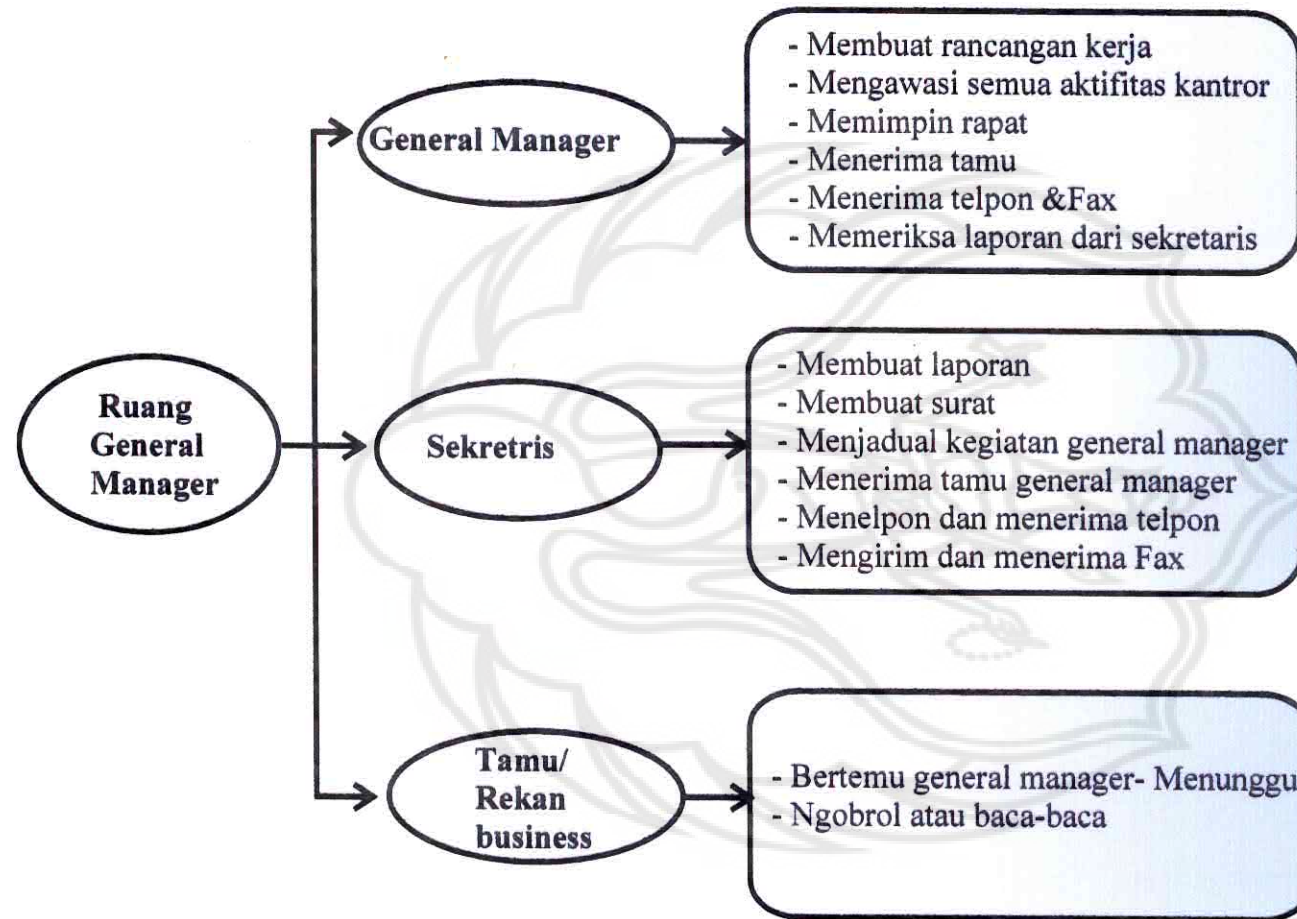 Ruang
General
Manager
General Manager
- Membuat rancangan kerja
- Mengawasi semua aktifitas kantror
- Memimpin rapat
- Menerima tamu
- Menerima telpon &Fax
- Memeriksa laporan dari sekretaris
Sekretris
- Membuat laporan
- Membuat surat
- Menjadual kegiatan general manager
- Menerima tamu general manager
- Menelpon dan menerima telpon
- Mengirim dan menerima Fax
Tamu/
Rekan
business
- Bertemu general manager- Menunggu
- Ngobrol atau baca-baca